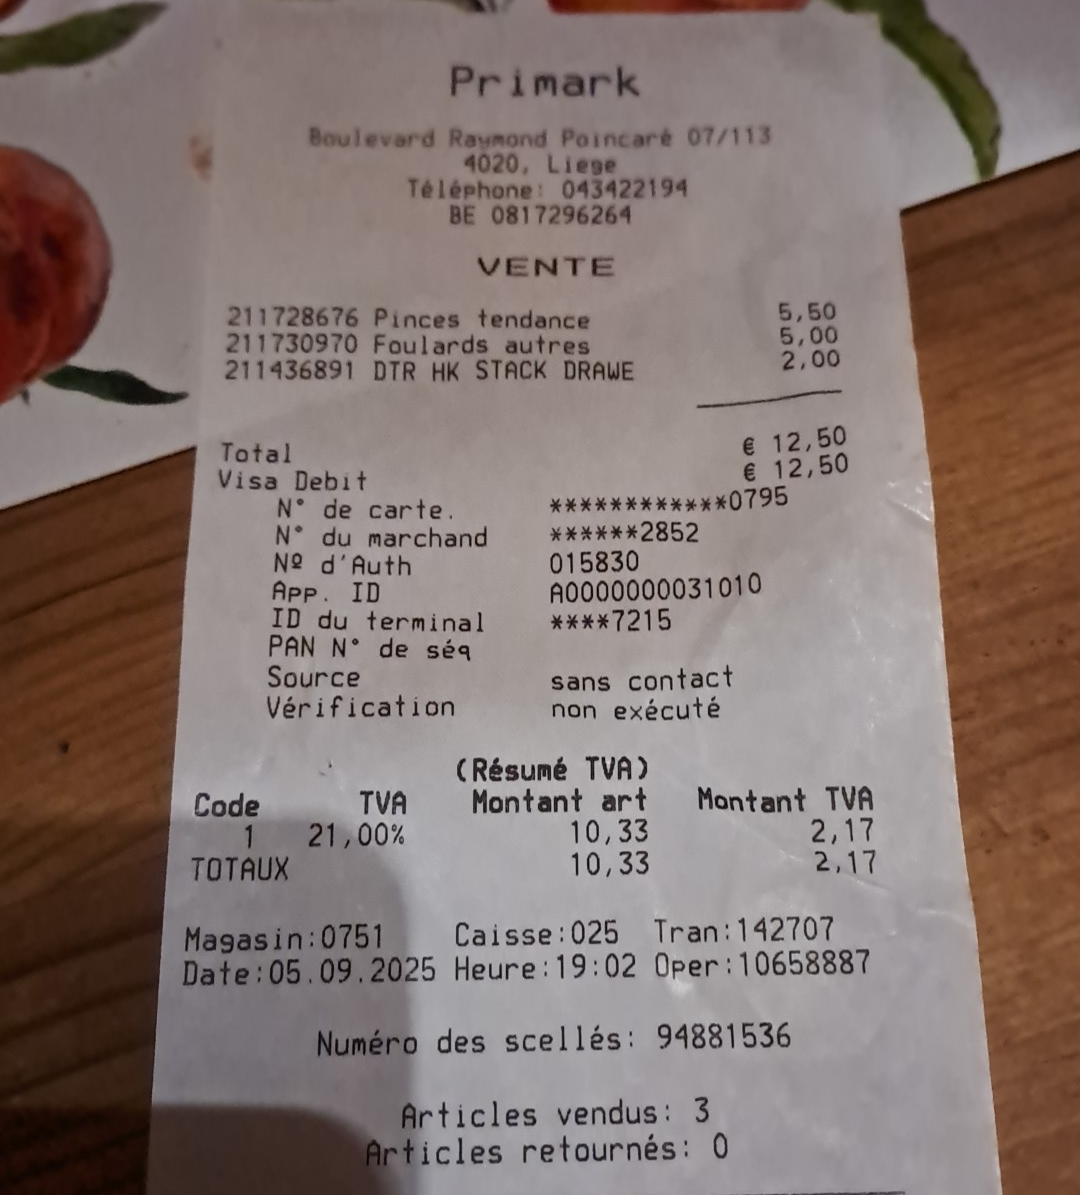 Primark
Boulevard Raymond Poincaré 07/113
4020, Liege
Téléphone: 043422194
BE 0817296264
VENTE
211728676 Pinces tendance 5,50
211730970 Foulards autres 5,00
211436891 DTR HK STACK DRAWE 2,00
Total € 12,50
Visa Debit € 12,50
N° de carte. ************0795
N° du marchand ******2852
Nº d'Auth 015830
App. ID A0000000031010
ID du terminal ****7215
PAN N° de séq
Source sans contact
Vérification non exécuté
(Résumé TVA)
Code TVA Montant art Montant TVA
1 21,00% 10,33 2,17
TOTAUX 10,33 2,17
Magasin:0751 Caisse:025 Tran:142707
Date:05.09.2025 Heure:19:02 Oper:10658887
Numéro des scellés: 94881536
Articles vendus: 3
Articles retournés: 0